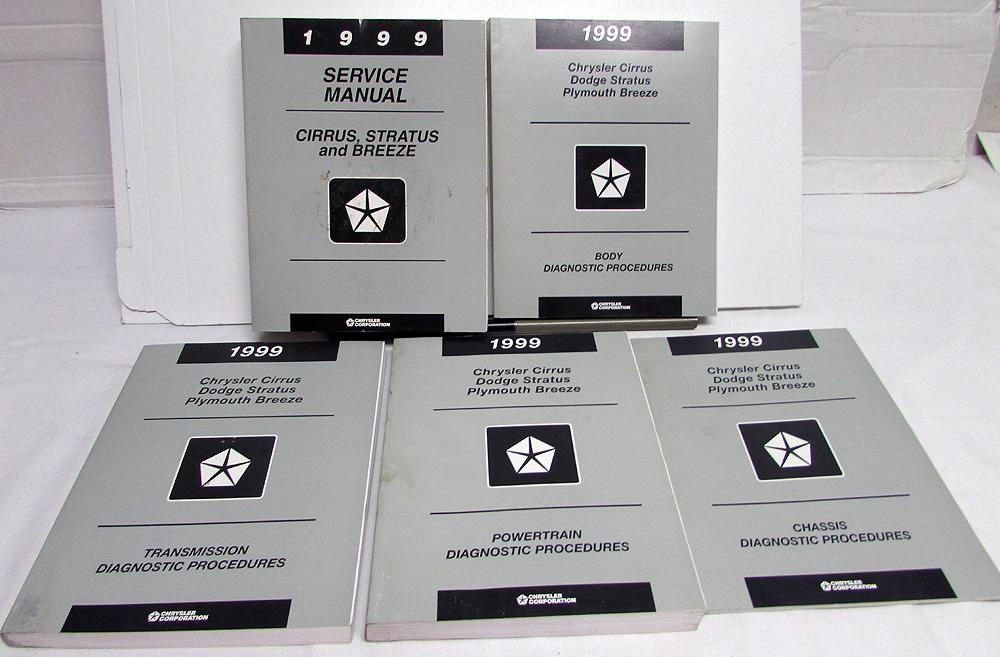 1 9 9 9
SERVICE
MANUAL
CIRRUS, STRATUS
and BREEZE
CHRYSLER
CORPORATION
1999
Chrysler Cirrus
Dodge Stratus
Plymouth Breeze
BODY
DIAGNOSTIC PROCEDURES
CHRYSLER
CORPORATION
1999
Chrysler Cirrus
Dodge Stratus
Plymouth Breeze
TRANSMISSION
DIAGNOSTIC PROCEDURES
CHRYSLER
CORPORATION
1999
Chrysler Cirrus
Dodge Stratus
Plymouth Breeze
POWERTRAIN
DIAGNOSTIC PROCEDURES
CHRYSLER
CORPORATION
1999
Chrysler Cirrus
Dodge Stratus
Plymouth Breeze
CHASSIS
DIAGNOSTIC PROCEDURES
CHRYSLER
CORPORATION